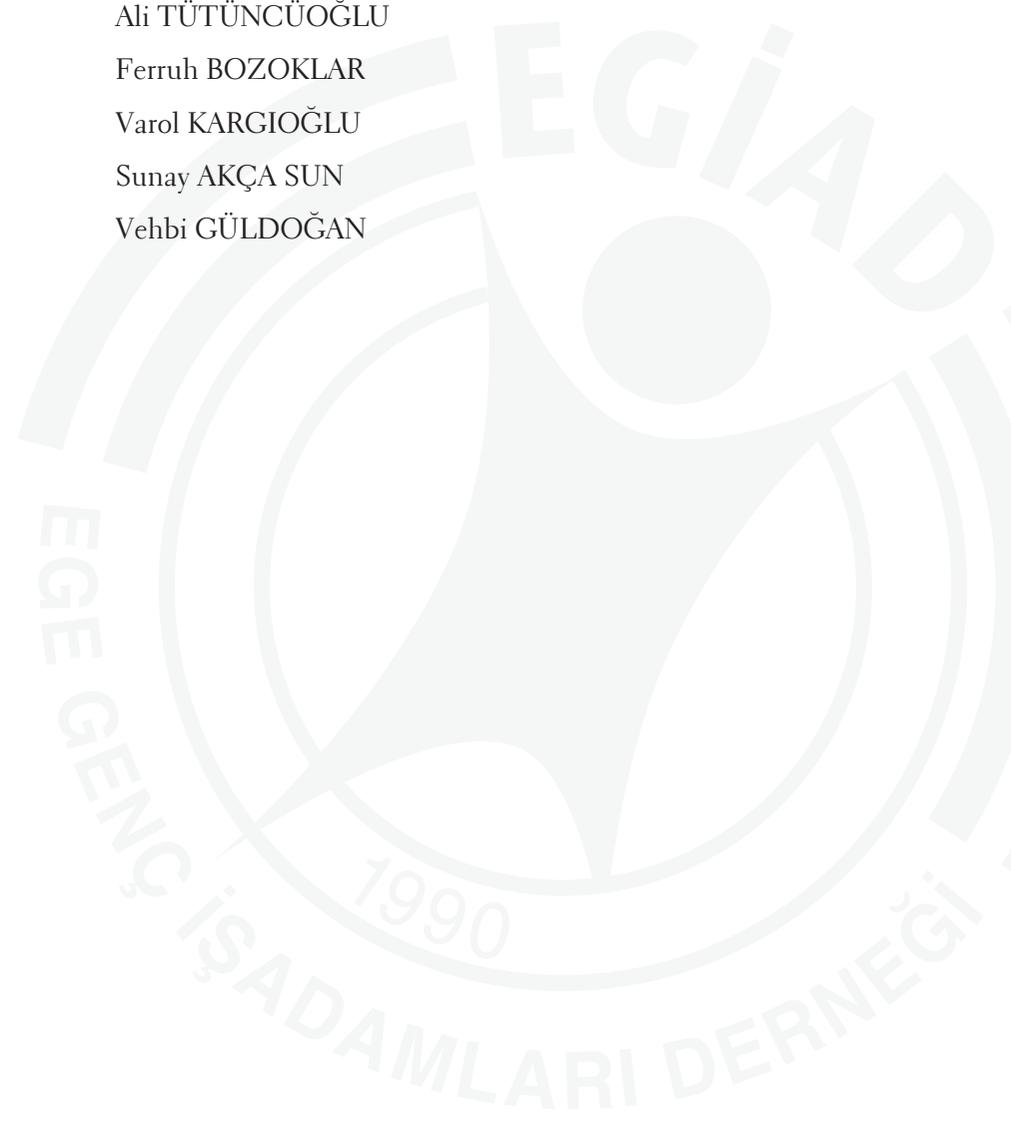 Ali TÜTÜNCÜOĞLU
Ferruh BOZOKLAR
Varol KARGIOĞLU
Sunay AKÇA SUN
Vehbi GÜLDOĞAN
EGİAD
EGE GENÇ İŞADAMLARI DERNEĞİ
1990